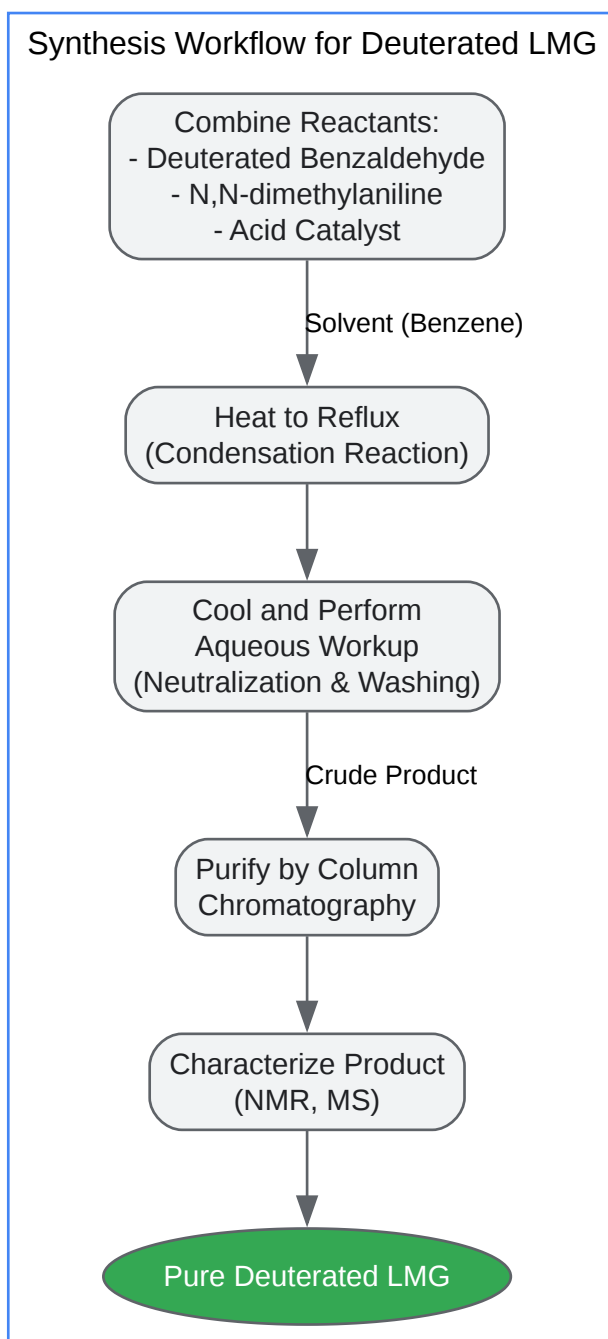 Synthesis Workflow for Deuterated LMG
Combine Reactants:
- Deuterated Benzaldehyde
- N,N-dimethylaniline
- Acid Catalyst
Solvent (Benzene)
Heat to Reflux
(Condensation Reaction)
Cool and Perform
Aqueous Workup
(Neutralization & Washing)
Crude Product
Purify by Column
Chromatography
Characterize Product
(NMR, MS)
Pure Deuterated LMG